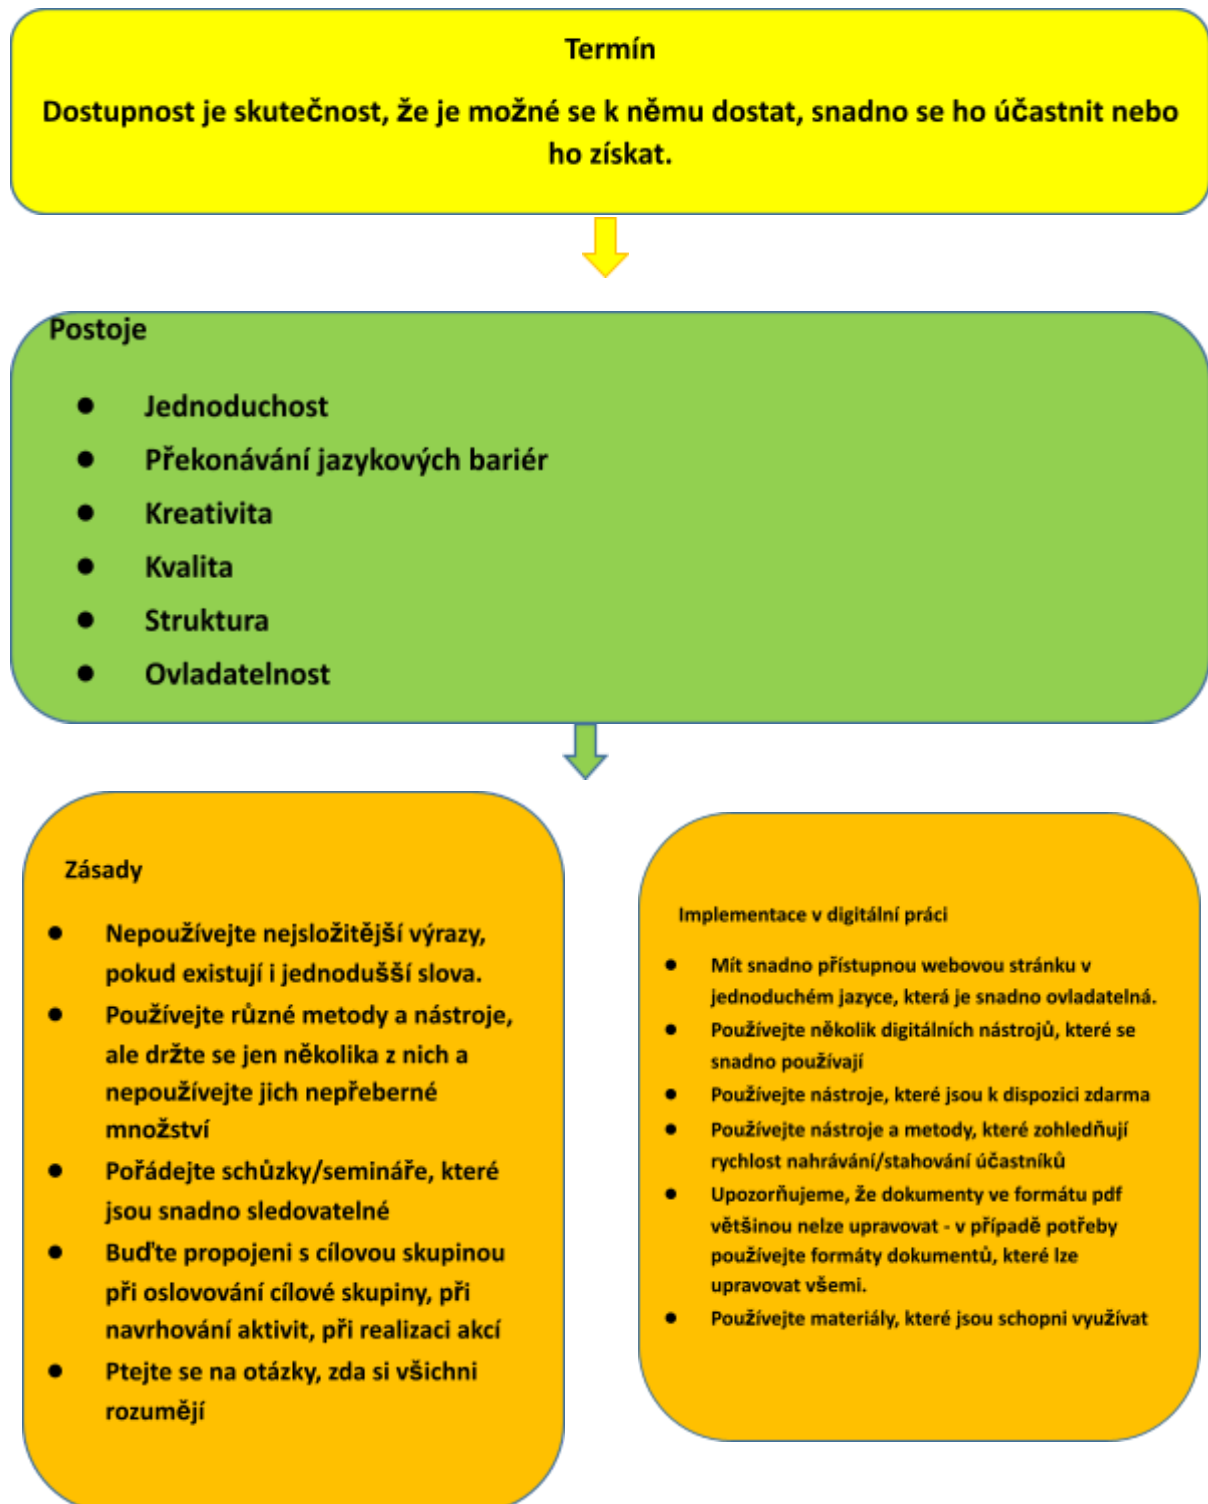 Termín
Dostupnost je skutečnost, že je možné se k němu dostat, snadno se ho účastnit nebo
ho získat.
Postoje
● Jednoduchost
● Překonávání jazykových bariér
● Kreativita
● Kvalita
● Struktura
● Ovladatelnost
Zásady
● Nepoužívejte nejsložitější výrazy,
pokud existují i jednodušší slova.
● Používejte různé metody a nástroje,
ale držte se jen několika z nich a
nepoužívejte jich nepřeberné
množství
● Pořádejte schůzky/semináře, které
jsou snadno sledovatelné
● Buďte propojeni s cílovou skupinou
při oslovování cílové skupiny, při
navrhování aktivit, při realizaci akcí
● Ptejte se na otázky, zda si všichni
rozumějí
Implementace v digitální práci
● Mít snadno přístupnou webovou stránku v
jednoduchém jazyce, která je snadno ovladatelná.
● Používejte několik digitálních nástrojů, které se
snadno používají
● Používejte nástroje, které jsou k dispozici zdarma
● Používejte nástroje a metody, které zohledňují
rychlost nahrávání/stahování účastníků
● Upozorňujeme, že dokumenty ve formátu pdf
většinou nelze upravovat - v případě potřeby
používejte formáty dokumentů, které lze
upravovat všemi.
● Používejte materiály, které jsou schopni využívat